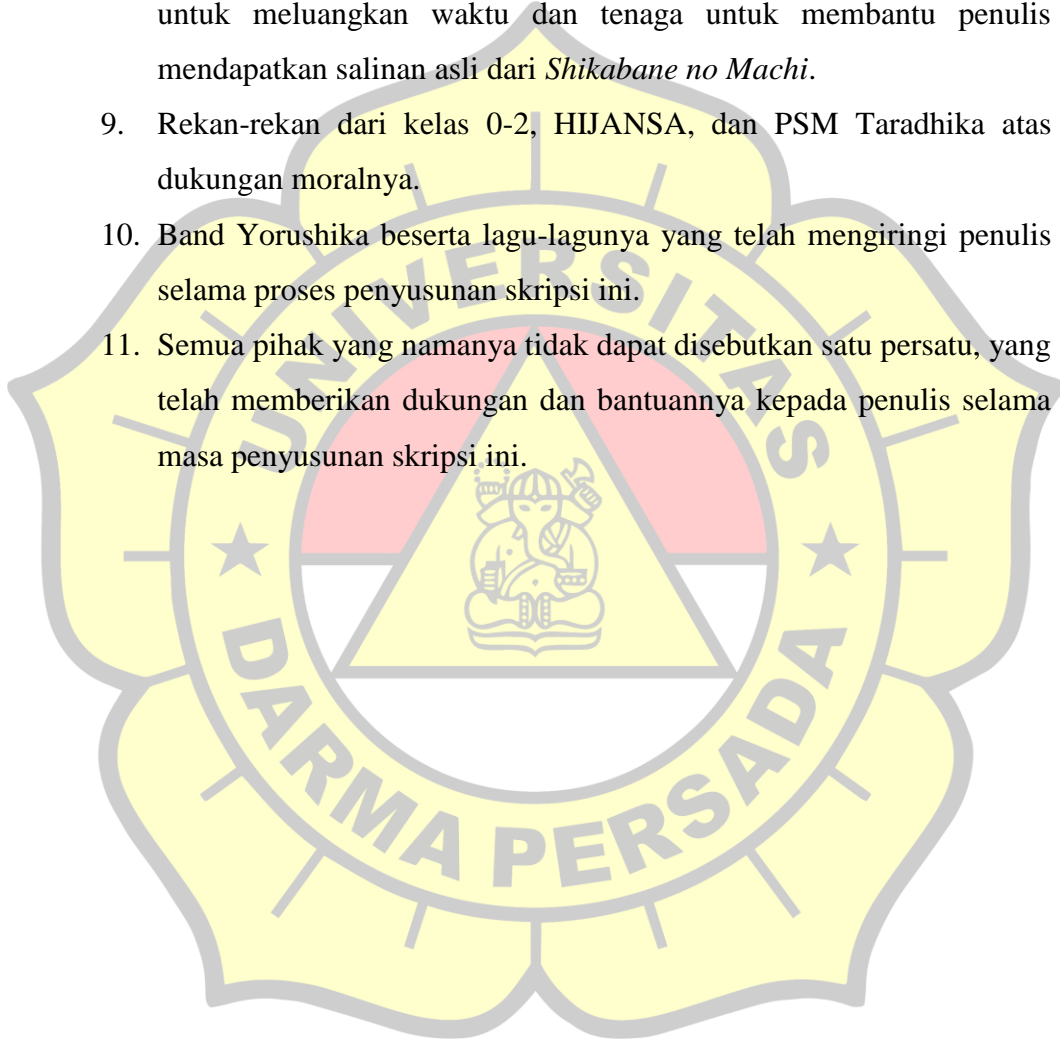 untuk meluangkan waktu dan tenaga untuk membantu penulis
mendapatkan salinan asli dari Shikabane no Machi.
9. Rekan-rekan dari kelas 0-2, HIJANSA, dan PSM Taradhika atas
dukungan moralnya.
10. Band Yorushika beserta lagu-lagunya yang telah mengiringi penulis
selama proses penyusunan skripsi ini.
11. Semua pihak yang namanya tidak dapat disebutkan satu persatu, yang
telah memberikan dukungan dan bantuannya kepada penulis selama
masa penyusunan skripsi ini.
UNIVERSITAS
DARMA PERSADA